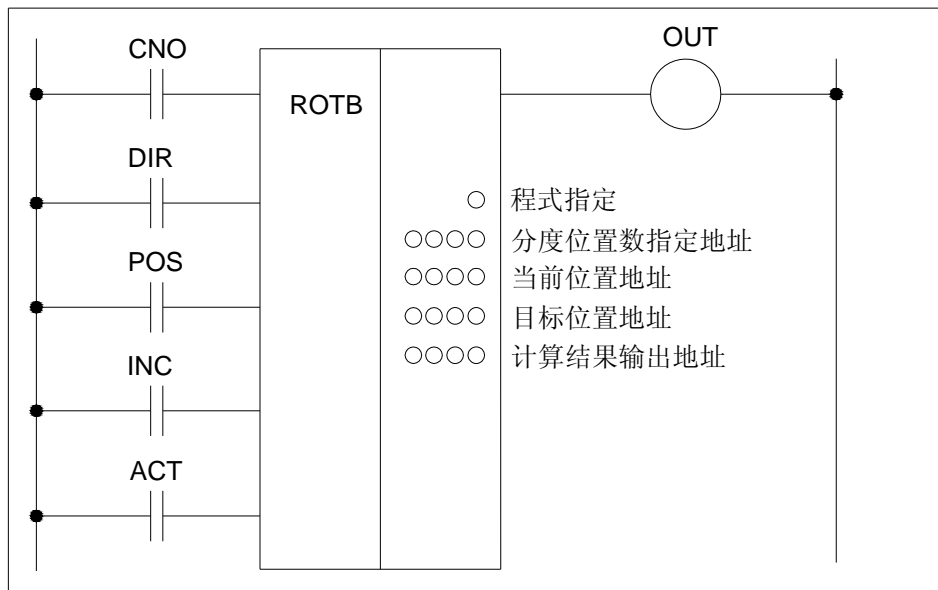 CNO
OUT
ROTB
DIR
程式指定
分度位置数指定地址
POS
当前位置地址
目标位置地址
INC
计算结果输出地址
ACT